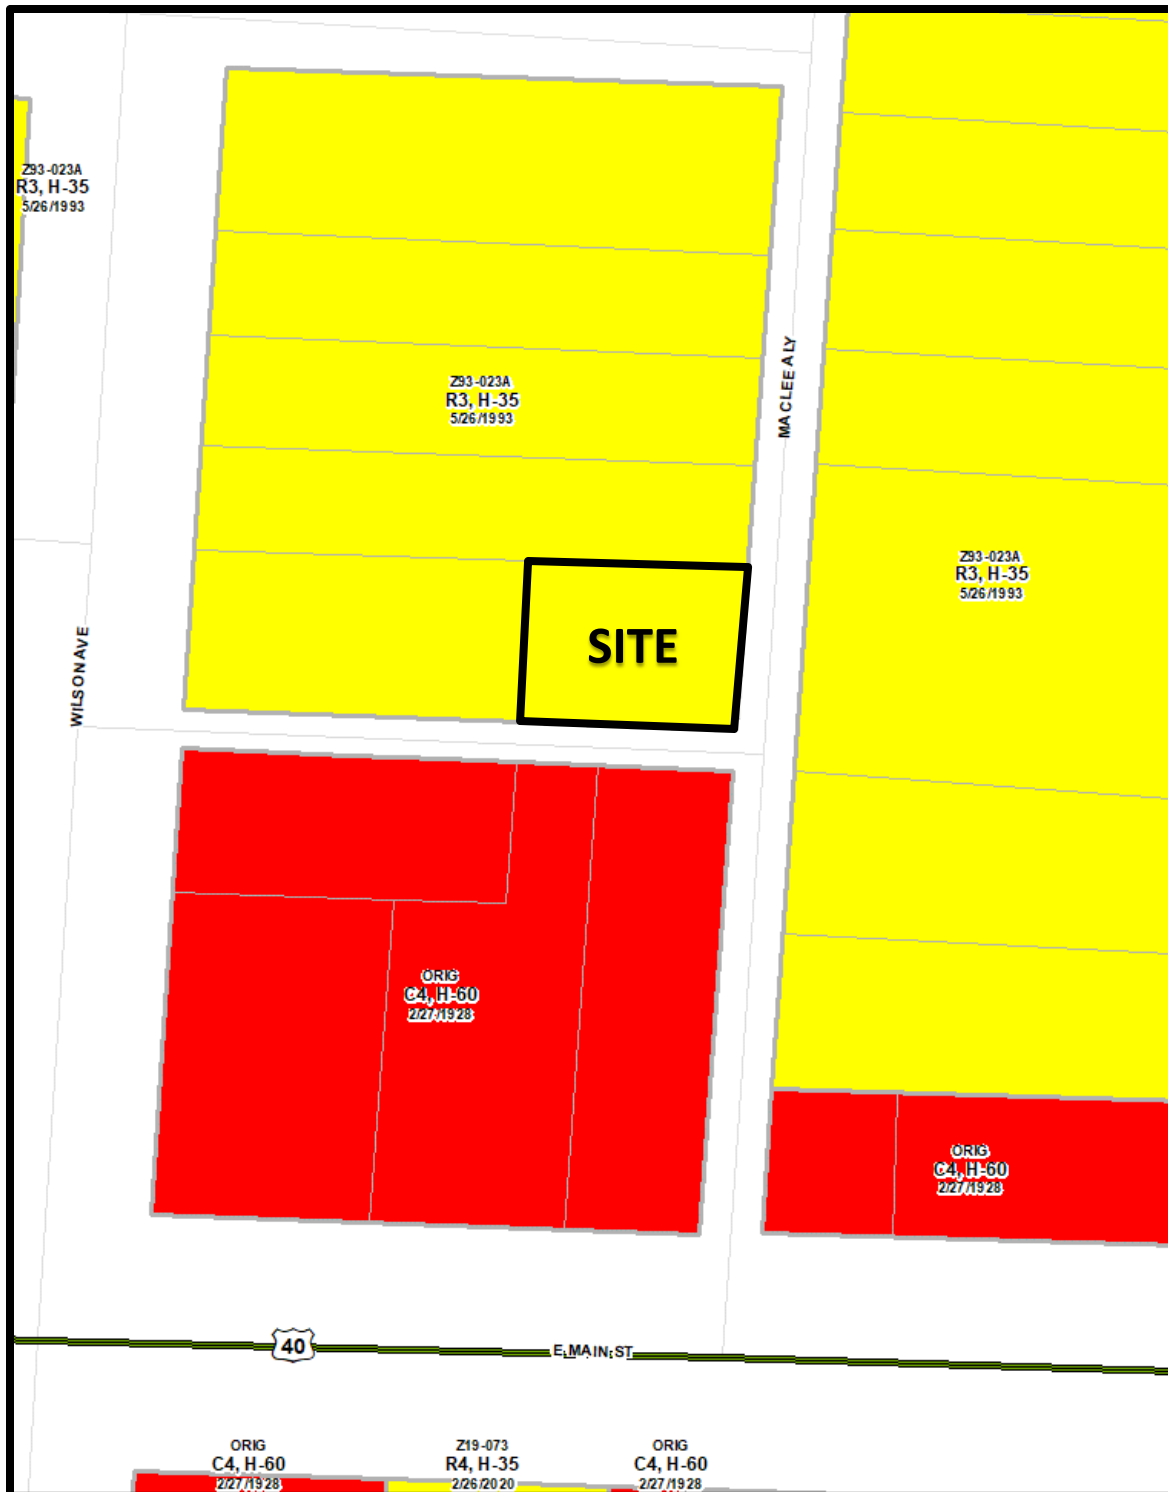 Z93-023A
R3, H-35
5/26/1993
MACLEE ALY
Z93-023A
R3, H-35
5/26/1993
Z93-023A
R3, H-35
5/26/1993
SITE
WILSON AVE
ORIG
C4, H-60
2/27/1928
ORIG
C4, H-60
2/27/1928
40
E MAIN ST
ORIG
C4, H-60
2/27/1928
Z19-073
R4, H-35
2/26/2020
ORIG
C4, H-60
2/27/1928